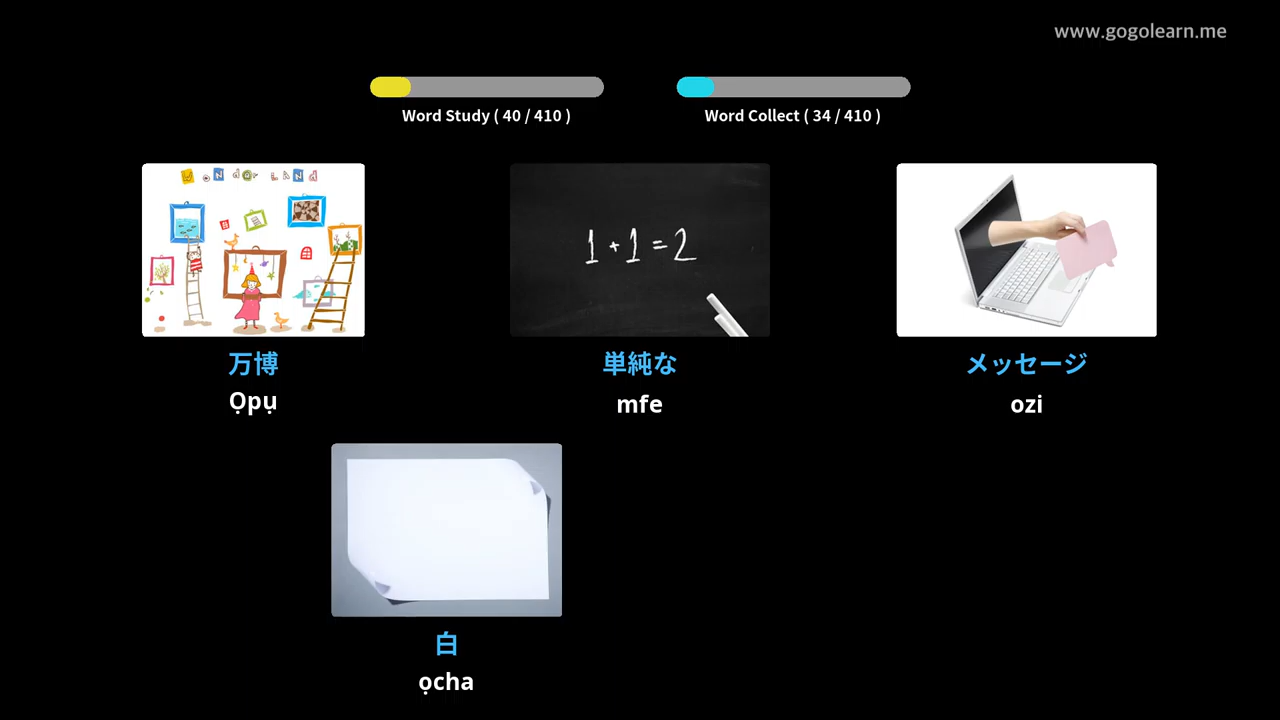 www.gogolearn.me
Word Study ( 40 / 410 )
Word Collect ( 34 / 410 )
WoNdorLANd
1+1=2
万博
単純な
メッセージ
Ọpụ
mfe
ozi
白
ọcha